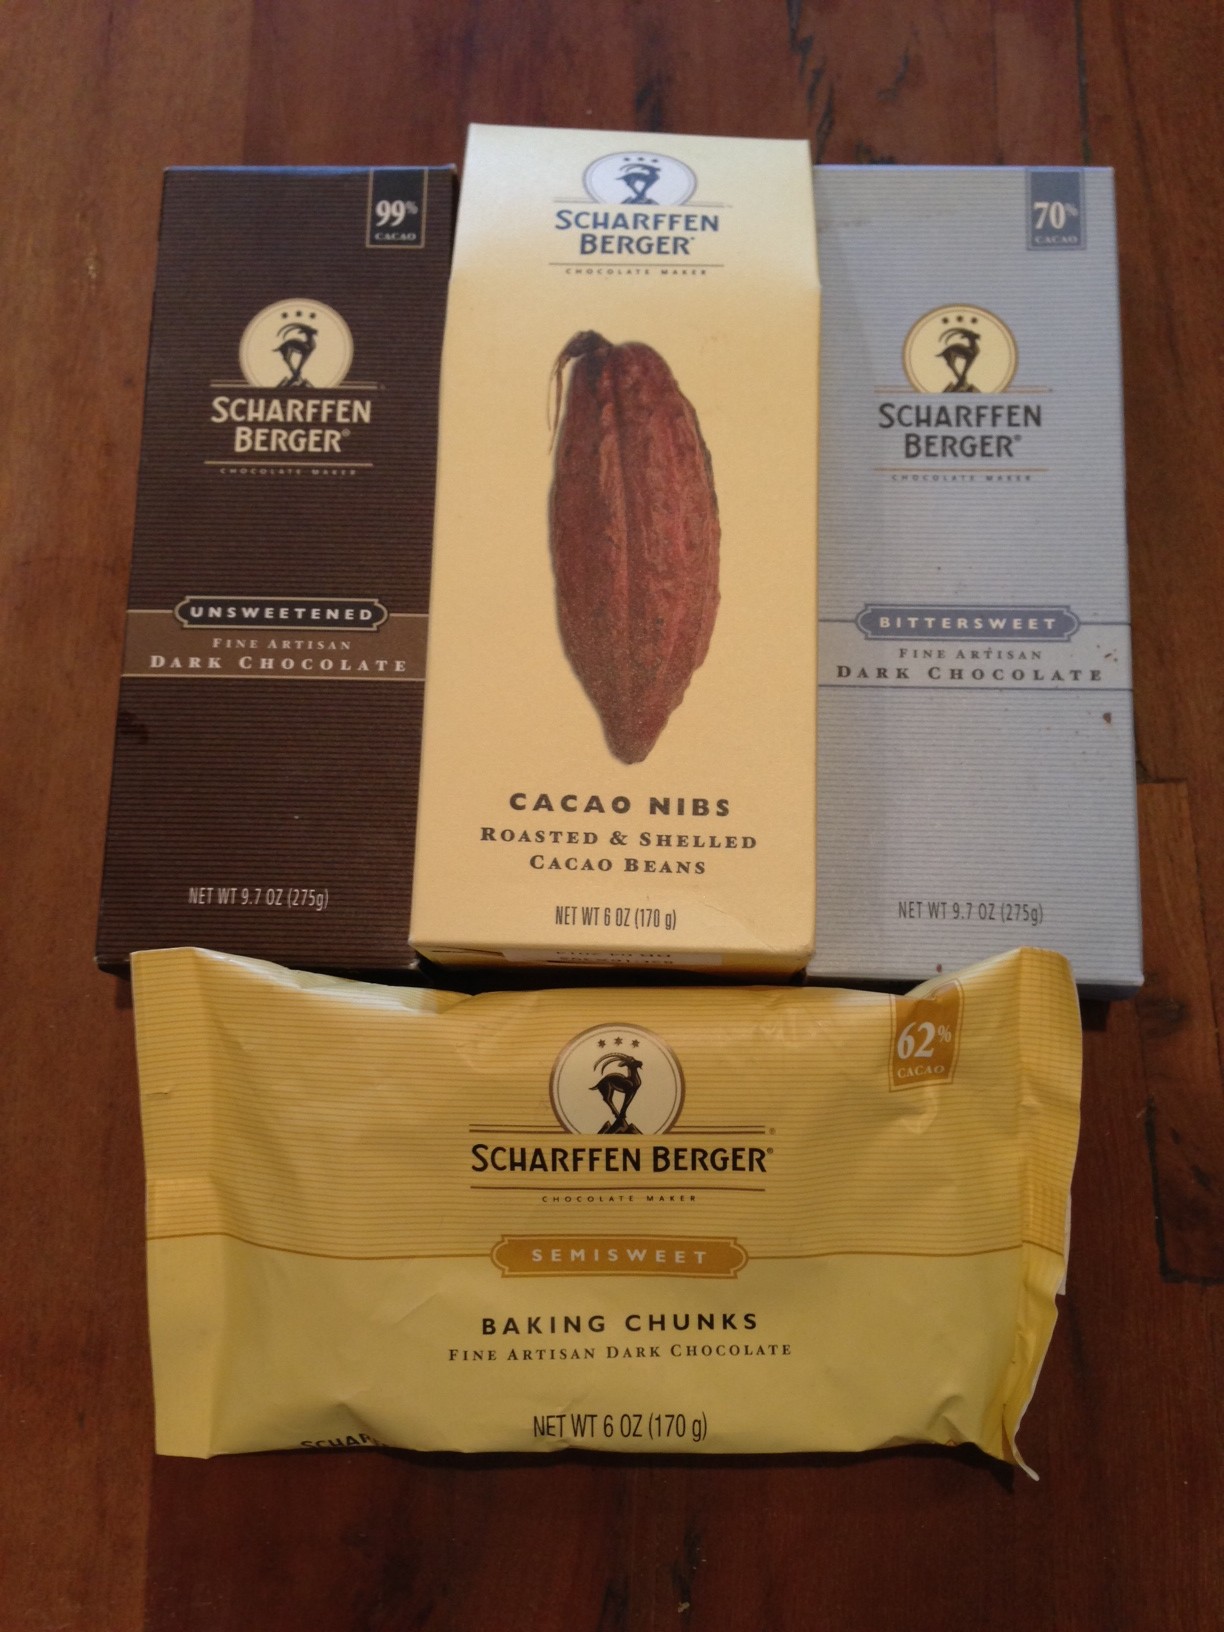 99%
CACAO
SCHARFFEN
BERGER®
CHOCOLATE MAKER
UNSWEETENED
FINE ARTISAN
DARK CHOCOLATE
NET WT 9.7 OZ (275g)
SCHARFFEN
BERGER®
CHOCOLATE MAKER
CACAO NIBS
ROASTED & SHELLED
CACAO BEANS
NET WT 6 OZ (170 g)
70%
CACAO
SCHARFFEN
BERGER®
CHOCOLATE MAKER
BITTERSWEET
FINE ARTISAN
DARK CHOCOLATE
NET WT 9.7 OZ (275g)
62%
CACAO
SCHARFFEN BERGER®
CHOCOLATE MAKER
SEMISWEET
BAKING CHUNKS
FINE ARTISAN DARK CHOCOLATE
NET WT 6 OZ (170 g)
SCHAR